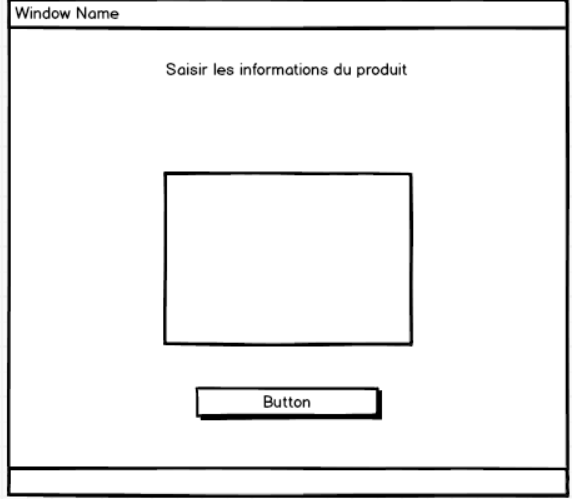 Window Name
Saisir les informations du produit
Button